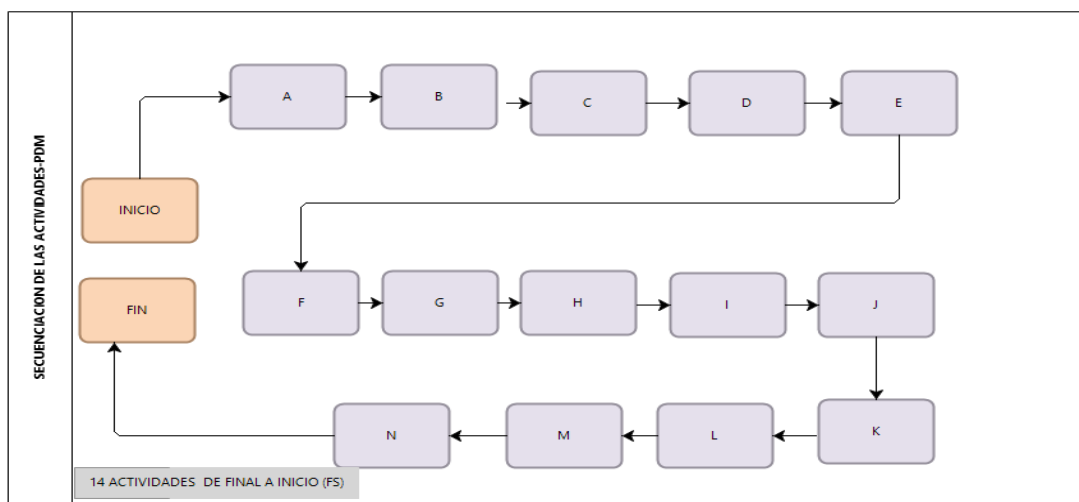 SECUENCIACION DE LAS ACTIVIDADES-PDM
INICIO
A
B
C
D
E
F
G
H
I
J
K
L
M
N
FIN
14 ACTIVIDADES DE FINAL A INICIO (FS)